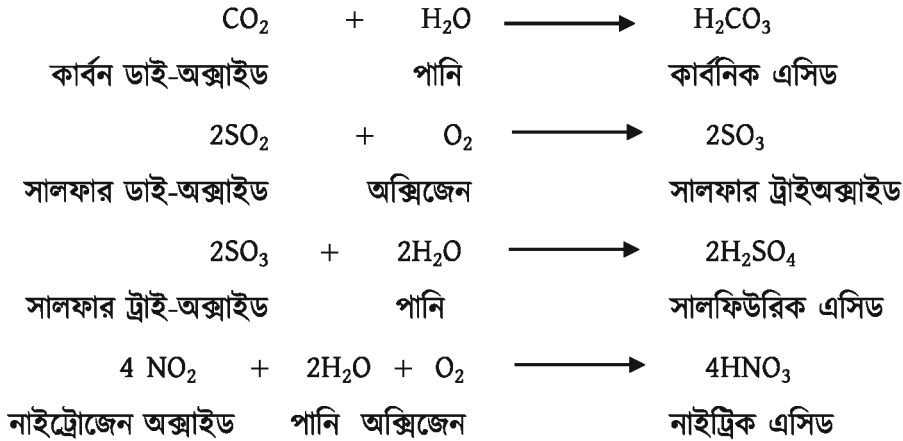 CO₂ + H₂O ⟶ H₂CO₃
কার্বন ডাই-অক্সাইড পানি কার্বনিক এসিড
2SO₂ + O₂ ⟶ 2SO₃
সালফার ডাই-অক্সাইড অক্সিজেন সালফার ট্রাইঅক্সাইড
2SO₃ + 2H₂O ⟶ 2H₂SO₄
সালফার ট্রাই-অক্সাইড পানি সালফিউরিক এসিড
4 NO₂ + 2H₂O + O₂ ⟶ 4HNO₃
নাইট্রোজেন অক্সাইড পানি অক্সিজেন নাইট্রিক এসিড